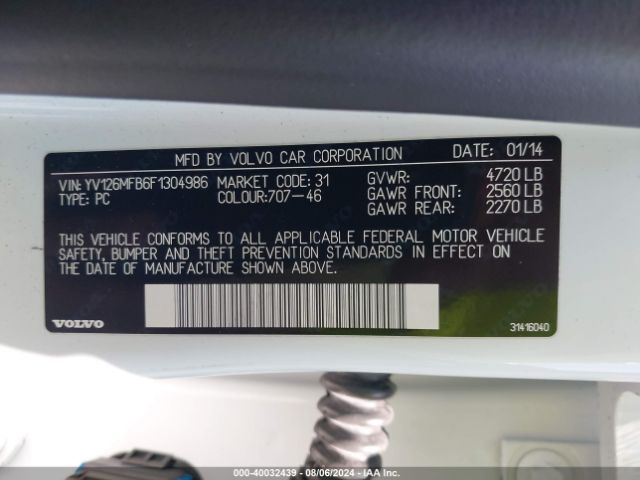 MFD BY VOLVO CAR CORPORATION DATE: 01/14
VIN: YV126MFB6F1304986 MARKET CODE: 31 GVWR: 4720 LB
TYPE: PC COLOUR:707-46 GAWR FRONT: 2560 LB
GAWR REAR: 2270 LB
THIS VEHICLE CONFORMS TO ALL APPLICABLE FEDERAL MOTOR VEHICLE
SAFETY, BUMPER AND THEFT PREVENTION STANDARDS IN EFFECT ON
THE DATE OF MANUFACTURE SHOWN ABOVE.
VOLVO 31416040
000-40032439 - 08/06/2024 - IAA Inc.